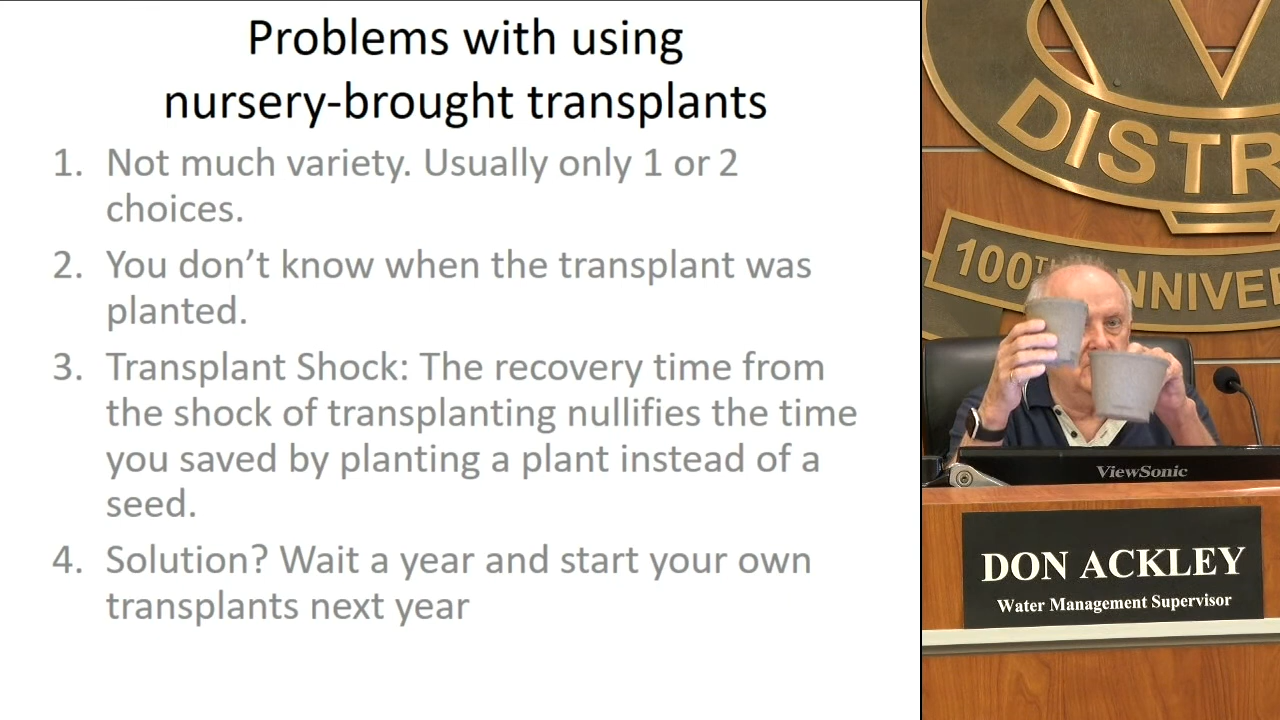 Problems with using
nursery-brought transplants
1. Not much variety. Usually only 1 or 2
choices.
2. You don’t know when the transplant was
planted.
3. Transplant Shock: The recovery time from
the shock of transplanting nullifies the time
you saved by planting a plant instead of a
seed.
4. Solution? Wait a year and start your own
transplants next year
DISTR
100TH ANNIVER
ViewSonic
DON ACKLEY
Water Management Supervisor